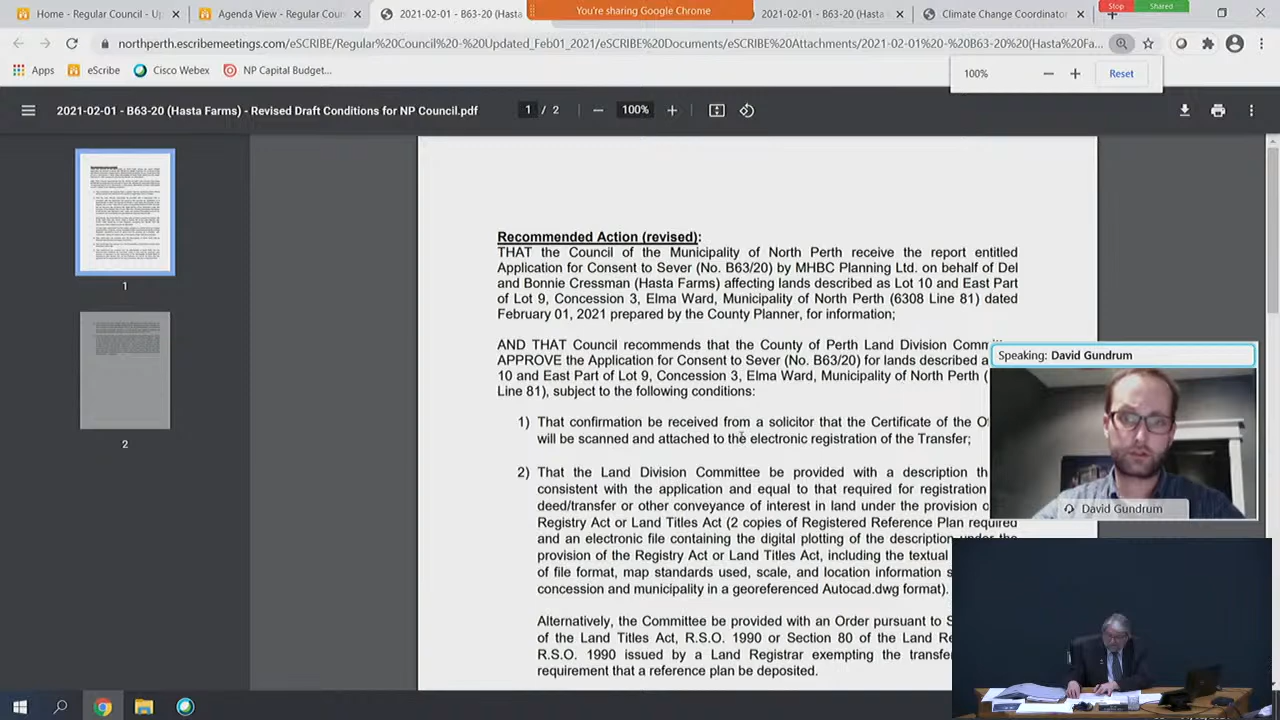 Home - Regular Council - Up
Agenda View - Regular Counc
2021-02-01 - B63-20 (Hasta
You're sharing Google Chrome
2021-02-01 - B63-20 (Hasta
Climate Change Coordinator
Stop
Shared
northperth.escribemeetings.com/eSCRIBE/Regular%20Council%20-%20Updated_Feb01_2021/eSCRIBE%20Documents/eSCRIBE%20Attachments/2021-02-01%20-%20B63-20%20(Hasta%20Fa...
Apps
eScribe
Cisco Webex
NP Capital Budget...
100%
Reset
2021-02-01 - B63-20 (Hasta Farms) - Revised Draft Conditions for NP Council.pdf
1 / 2
100%
1
2
Recommended Action (revised):
THAT the Council of the Municipality of North Perth receive the report entitled
Application for Consent to Sever (No. B63/20) by MHBC Planning Ltd. on behalf of Del
and Bonnie Cressman (Hasta Farms) affecting lands described as Lot 10 and East Part
of Lot 9, Concession 3, Elma Ward, Municipality of North Perth (6308 Line 81) dated
February 01, 2021 prepared by the County Planner, for information;
AND THAT Council recommends that the County of Perth Land Division Comm
APPROVE the Application for Consent to Sever (No. B63/20) for lands described a
10 and East Part of Lot 9, Concession 3, Elma Ward, Municipality of North Perth (
Line 81), subject to the following conditions:
1) That confirmation be received from a solicitor that the Certificate of the O
will be scanned and attached to the electronic registration of the Transfer;
2) That the Land Division Committee be provided with a description th
consistent with the application and equal to that required for registration
deed/transfer or other conveyance of interest in land under the provision o
Registry Act or Land Titles Act (2 copies of Registered Reference Plan required
and an electronic file containing the digital plotting of the description under the
provision of the Registry Act or Land Titles Act, including the textual
of file format, map standards used, scale, and location information s
concession and municipality in a georeferenced Autocad.dwg format).
Alternatively, the Committee be provided with an Order pursuant to S
of the Land Titles Act, R.S.O. 1990 or Section 80 of the Land Re
R.S.O. 1990 issued by a Land Registrar exempting the transfe
requirement that a reference plan be deposited.
Speaking: David Gundrum
David Gundrum